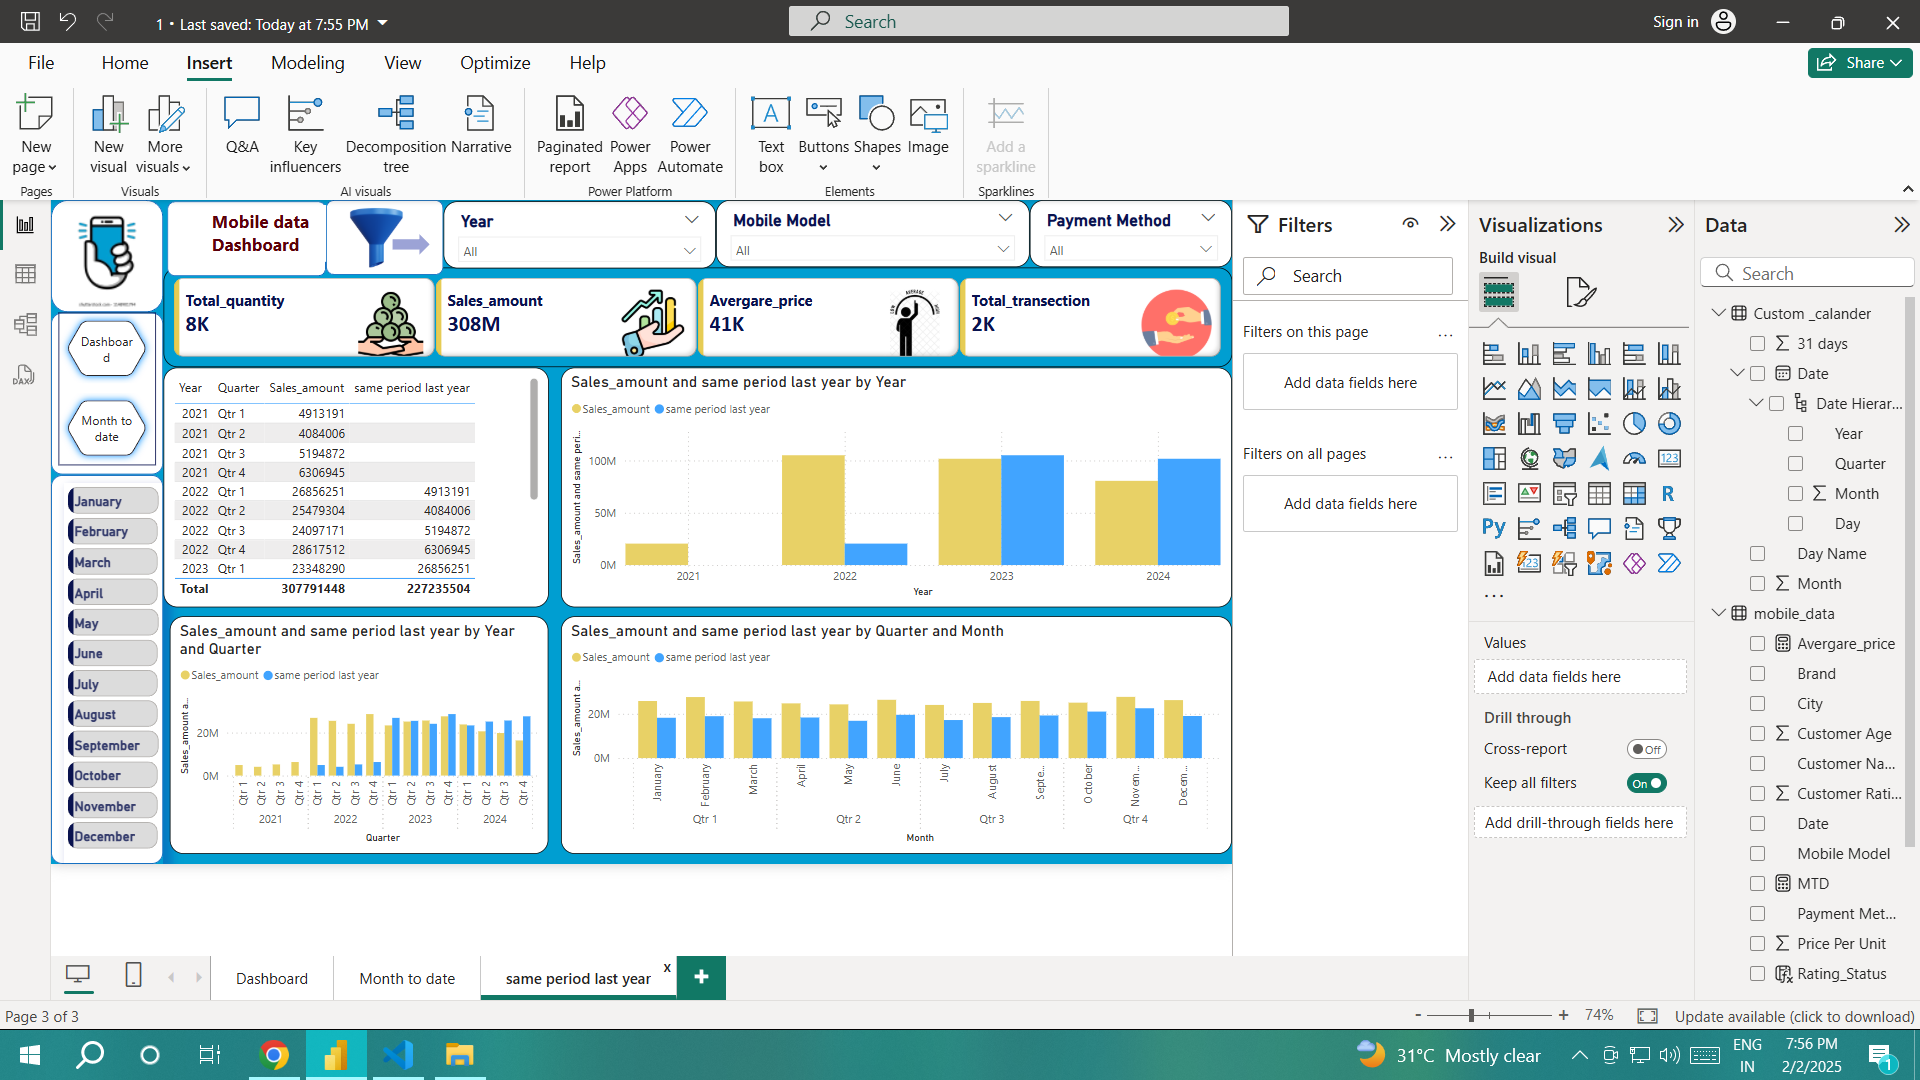 1 • Last saved: Today at 7:55 PM
Search
Sign in
File
Home
Insert
Modeling
View
Optimize
Help
Share
New page
New visual
More visuals
Q&A
Key influencers
Decomposition tree
Narrative
Paginated report
Power Apps
Power Automate
Text box
Buttons
Shapes
Image
Add a sparkline
Pages
Visuals
AI visuals
Power Platform
Elements
Sparklines
Mobile data
Dashboard
Year
All
Mobile Model
All
Payment Method
All
Total_quantity
8K
Sales_amount
308M
Avergare_price
41K
Total_transection
2K
Dashboar
d
Month to
date
January
February
March
April
May
June
July
August
September
October
November
December
Year Quarter Sales_amount same period last year
2021 Qtr 1 4913191
2021 Qtr 2 4084006
2021 Qtr 3 5194872
2021 Qtr 4 6306945
2022 Qtr 1 26856251 4913191
2022 Qtr 2 25479304 4084006
2022 Qtr 3 24097171 5194872
2022 Qtr 4 28617512 6306945
2023 Qtr 1 23348290 26856251
Total 307791448 227235504
Sales_amount and same period last year by Year
Sales_amount same period last year
Sales_amount and same peri...
100M
50M
0M
2021 2022 2023 2024
Year
Sales_amount and same period last year by Year
and Quarter
Sales_amount same period last year
Sales_amount a...
20M
0M
Qtr 1 Qtr 2 Qtr 3 Qtr 4 Qtr 1 Qtr 2 Qtr 3 Qtr 4 Qtr 1 Qtr 2 Qtr 3 Qtr 4 Qtr 1 Qtr 2 Qtr 3 Qtr 4
2021 2022 2023 2024
Quarter
Sales_amount and same period last year by Quarter and Month
Sales_amount same period last year
Sales_amount a...
20M
0M
January February March April May June July August Septe... October Novem... Decem...
Qtr 1 Qtr 2 Qtr 3 Qtr 4
Month
Filters
Search
Filters on this page ...
Add data fields here
Filters on all pages ...
Add data fields here
Visualizations
Build visual
123
R
Py
...
Values
Add data fields here
Drill through
Cross-report Off
Keep all filters On
Add drill-through fields here
Data
Search
Custom _calander
31 days
Date
Date Hierar...
Year
Quarter
Month
Day
Day Name
Month
mobile_data
Avergare_price
Brand
City
Customer Age
Customer Na...
Customer Rati...
Date
Mobile Model
MTD
Payment Met...
Price Per Unit
Rating_Status
Dashboard
Month to date
same period last year x
+
Page 3 of 3
- + 74%
Update available (click to download)
31°C Mostly clear
ENG
IN
7:56 PM
2/2/2025
1